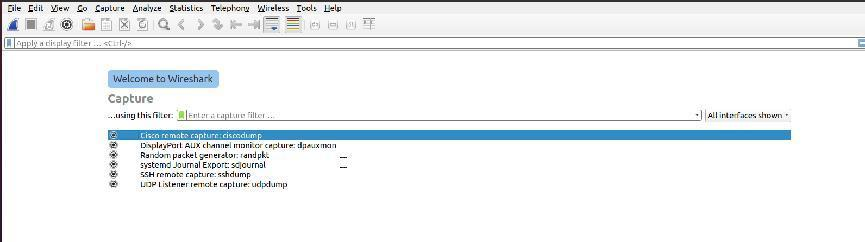 File Edit View Go Capture Analyze Statistics Telephony Wireless Tools Help
Apply a display filter ... <Ctrl-/>
Welcome to Wireshark
Capture
...using this filter: Enter a capture filter ... All interfaces shown
Cisco remote capture: ciscodump
DisplayPort AUX channel monitor capture: dpauxmon
Random packet generator: randpkt
systemd Journal Export: sdjournal
SSH remote capture: sshdump
UDP Listener remote capture: udpdump